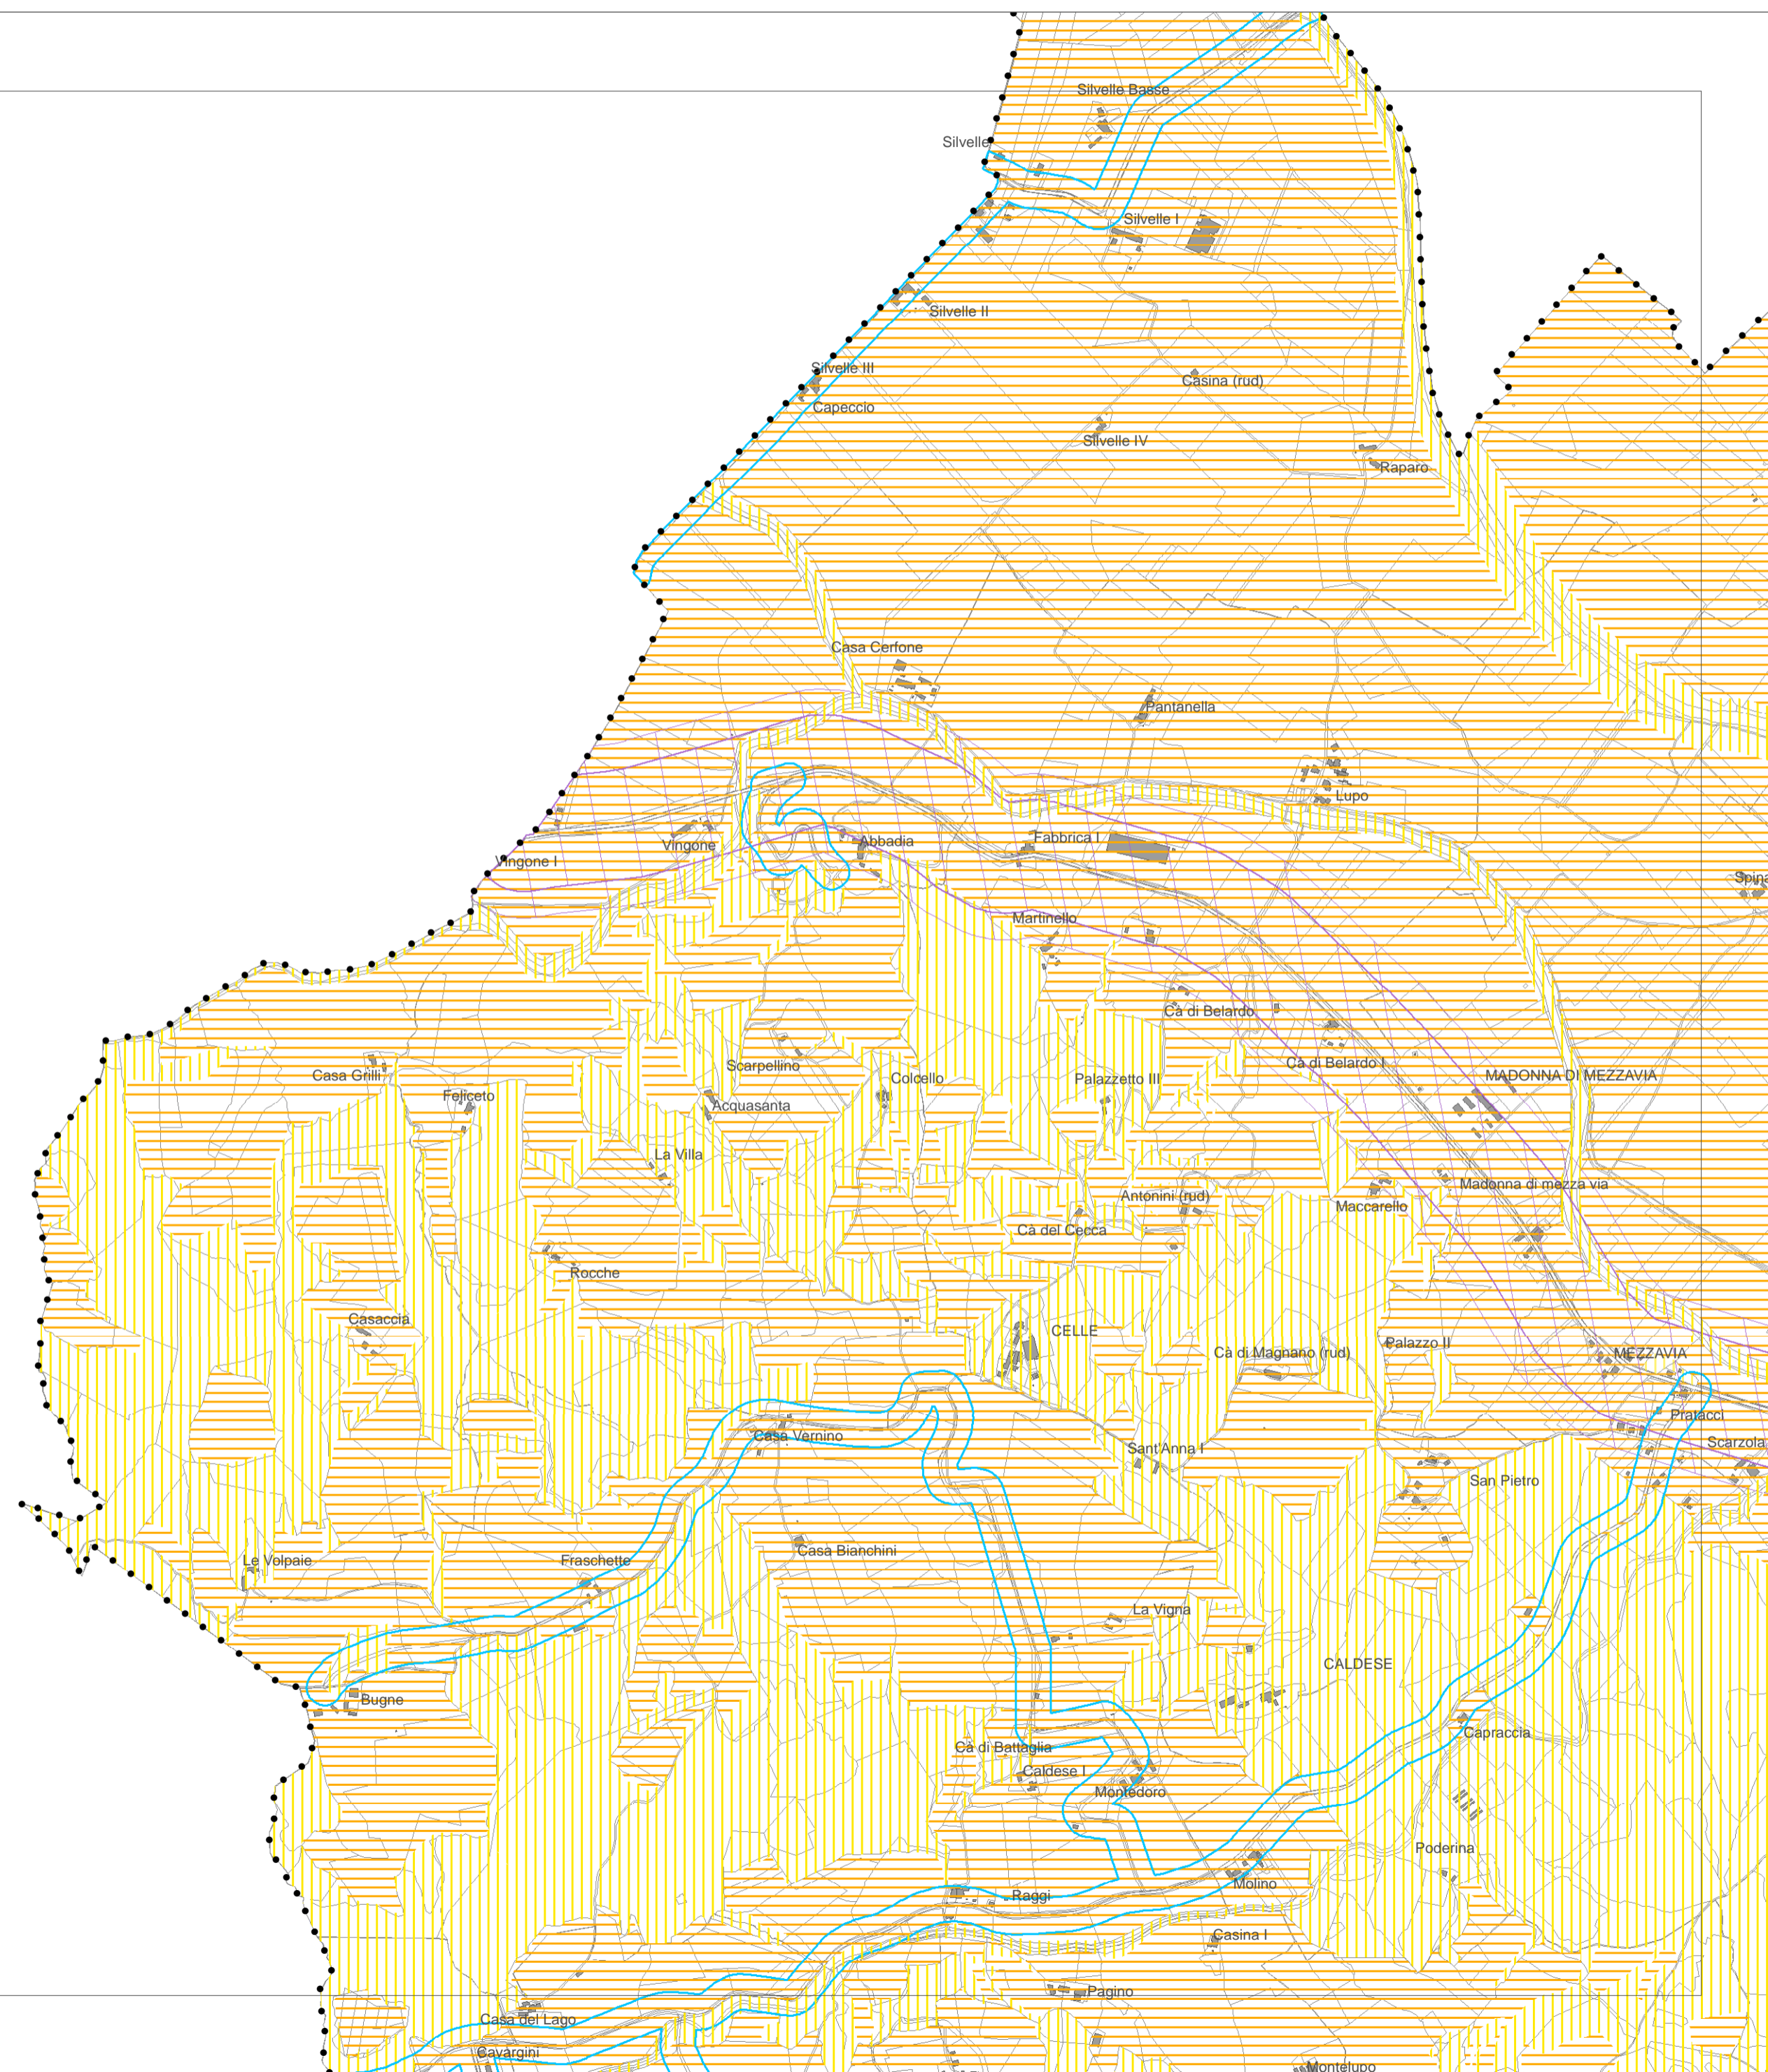 Silvelle Basse
Silvelle
Silvelle I
Silvelle II
Silvelle III
Casina (rud)
Capeccio
Silvelle IV
Raparo
Casa Cerfone
Pantanella
Lupo
Fabbrica I
Abbadia
Vingone
Vingone I
Martinello
Cà di Belardo
Cà di Belardo I
Scarpellino
Casa Grilli
Colcello
Palazzetto III
MADONNA DI MEZZAVIA
Feliceto
Acquasanta
La Villa
Madonna di mezza via
Antonini (rud)
Maccarello
Cà del Cecca
Rocche
Casaccia
CELLE
Palazzo II
Cà di Magnano (rud)
MEZZAVIA
Pratacci
Casa Vernino
Scarzola
Sant'Anna I
San Pietro
Casa Bianchini
Le Volpaie
Fraschette
La Vigna
CALDESE
Bugne
Capraccia
Cà di Battaglia
Caldese I
Montedoro
Poderina
Molino
Raggi
Casina I
Pagino
Casa del Lago
Cavargini
Montelupo